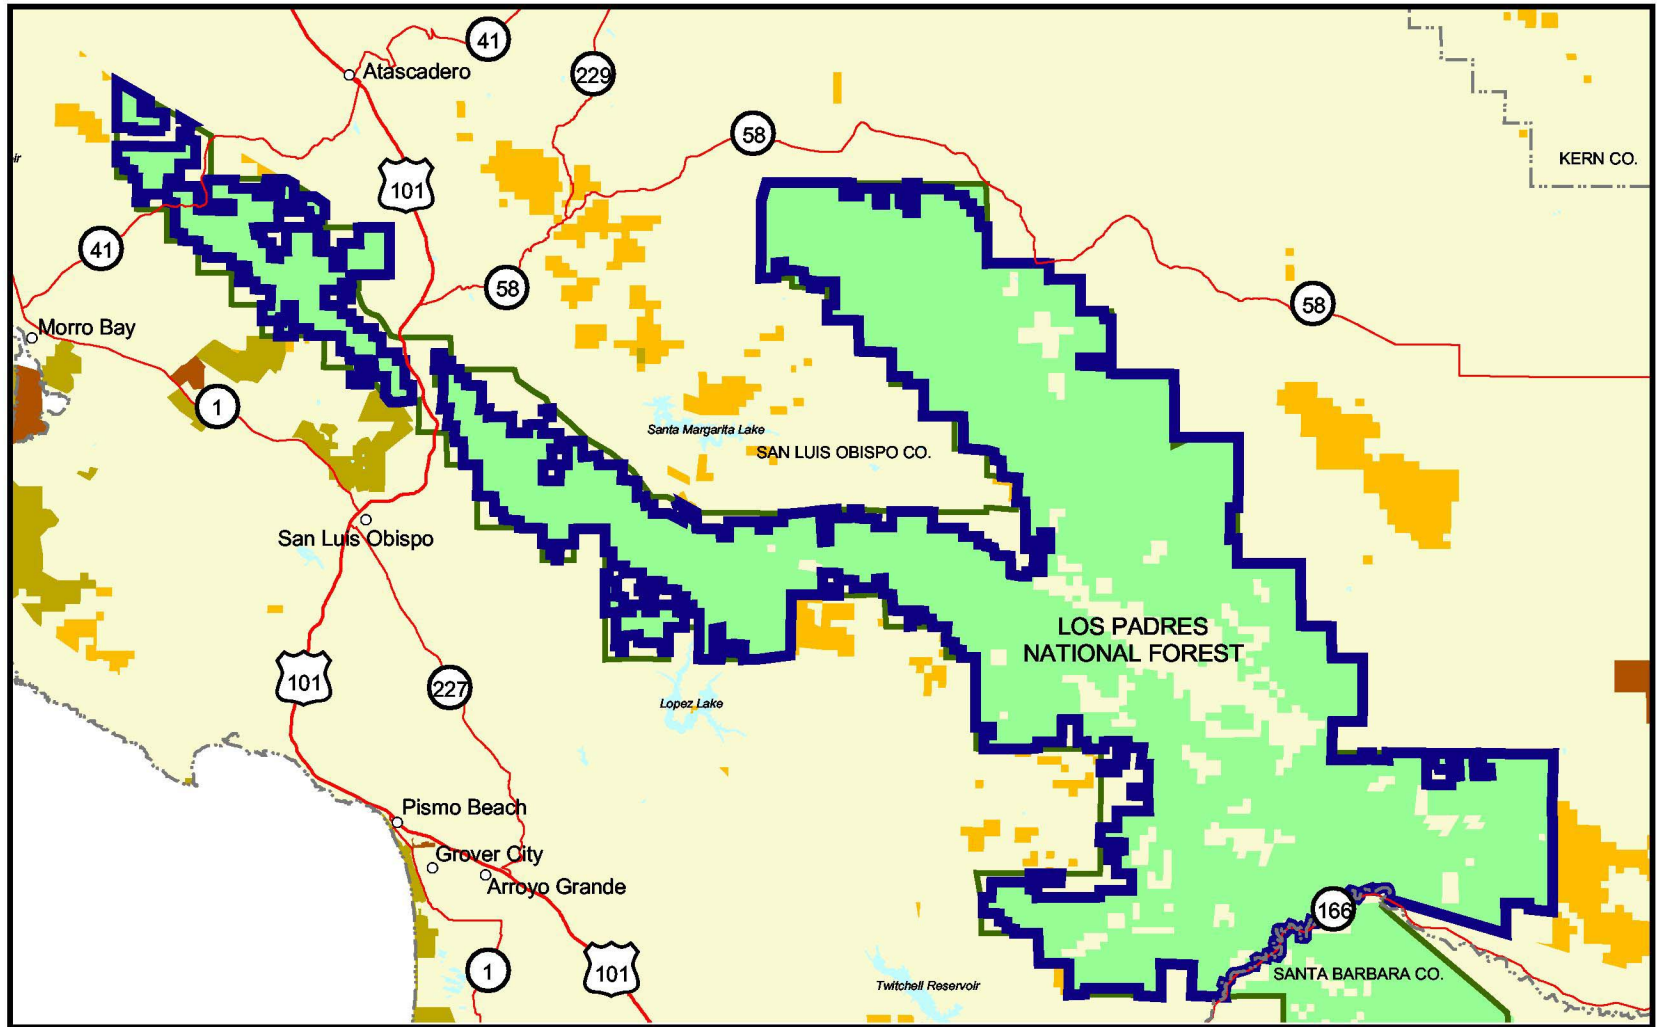 41
Atascadero
229
58
ir
KERN CO.
101
41
58
58
Morro Bay
1
Santa Margarita Lake
SAN LUIS OBISPO CO.
San Luis Obispo
LOS PADRES
NATIONAL FOREST
101
227
Lopez Lake
Pismo Beach
Grover City
Arroyo Grande
166
1
101
Twitchell Reservoir
SANTA BARBARA CO.